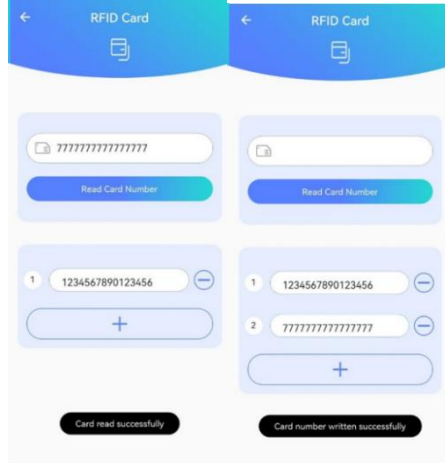 RFID Card
7777777777777777
Read Card Number
1 1234567890123456
Card read successfully
RFID Card
Read Card Number
1 1234567890123456
2 7777777777777777
Card number written successfully